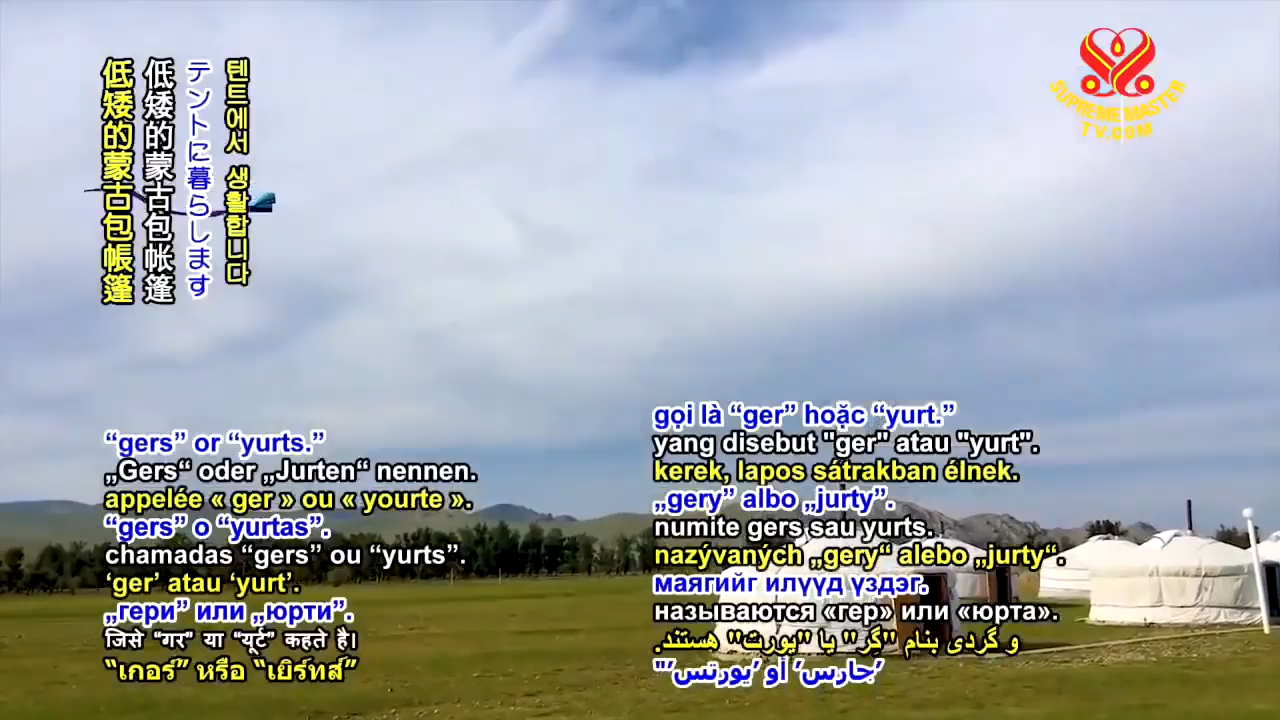 텐트에서 생활합니다
テントに暮らします
低矮的蒙古包帐篷
低矮的蒙古包帳篷
SUPREME MASTER
TV.COM
“gers” or “yurts.”
„Gers“ oder „Jurten“ nennen.
appelée « ger » ou « yourte ».
“gers” o “yurtas”.
chamadas “gers” ou “yurts”.
‘ger’ atau ‘yurt’.
„гери” или „юрти”.
जिसे “गर” या “यूर्ट” कहते है।
“เกอร์” หรือ “เยิร์ทส์”
gọi là “ger” hoặc “yurt.”
yang disebut "ger" atau "yurt".
kerek, lapos sátrakban élnek.
„gery” albo „jurty”.
numite gers sau yurts.
nazývaných „gery“ alebo „jurty“.
маягийг илүүд үздэг.
называются «гер» или «юрта».
و گردی بنام "گِر" یا "یورت" هستند.
’جارس’ أو ’يورتس’"